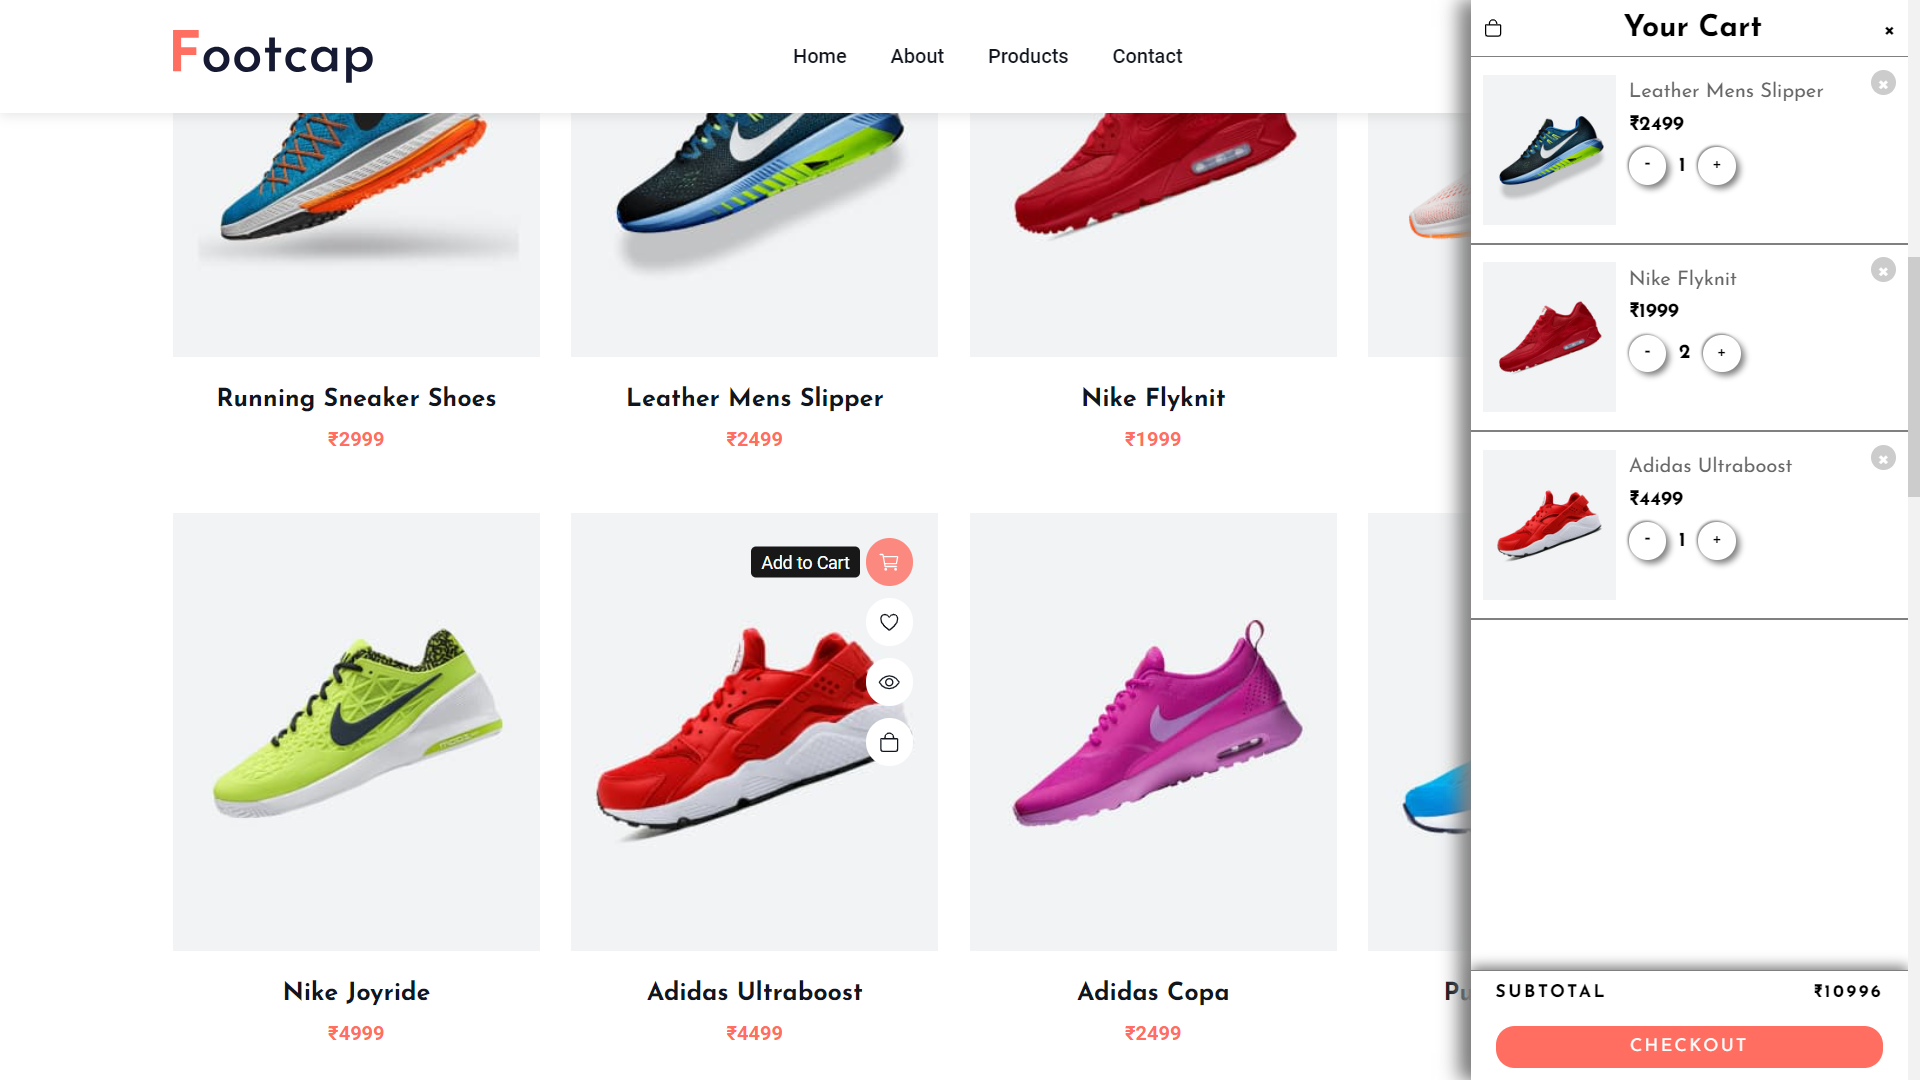 Footcap
Home About Products Contact
Running Sneaker Shoes
₹2999
Leather Mens Slipper
₹2499
Nike Flyknit
₹1999
Add to Cart
Nike Joyride
₹4999
Adidas Ultraboost
₹4499
Adidas Copa
₹2499
Pu
Your Cart
×
Leather Mens Slipper
×
₹2499
- 1 +
Nike Flyknit
×
₹1999
- 2 +
Adidas Ultraboost
×
₹4499
- 1 +
SUBTOTAL ₹10996
CHECKOUT